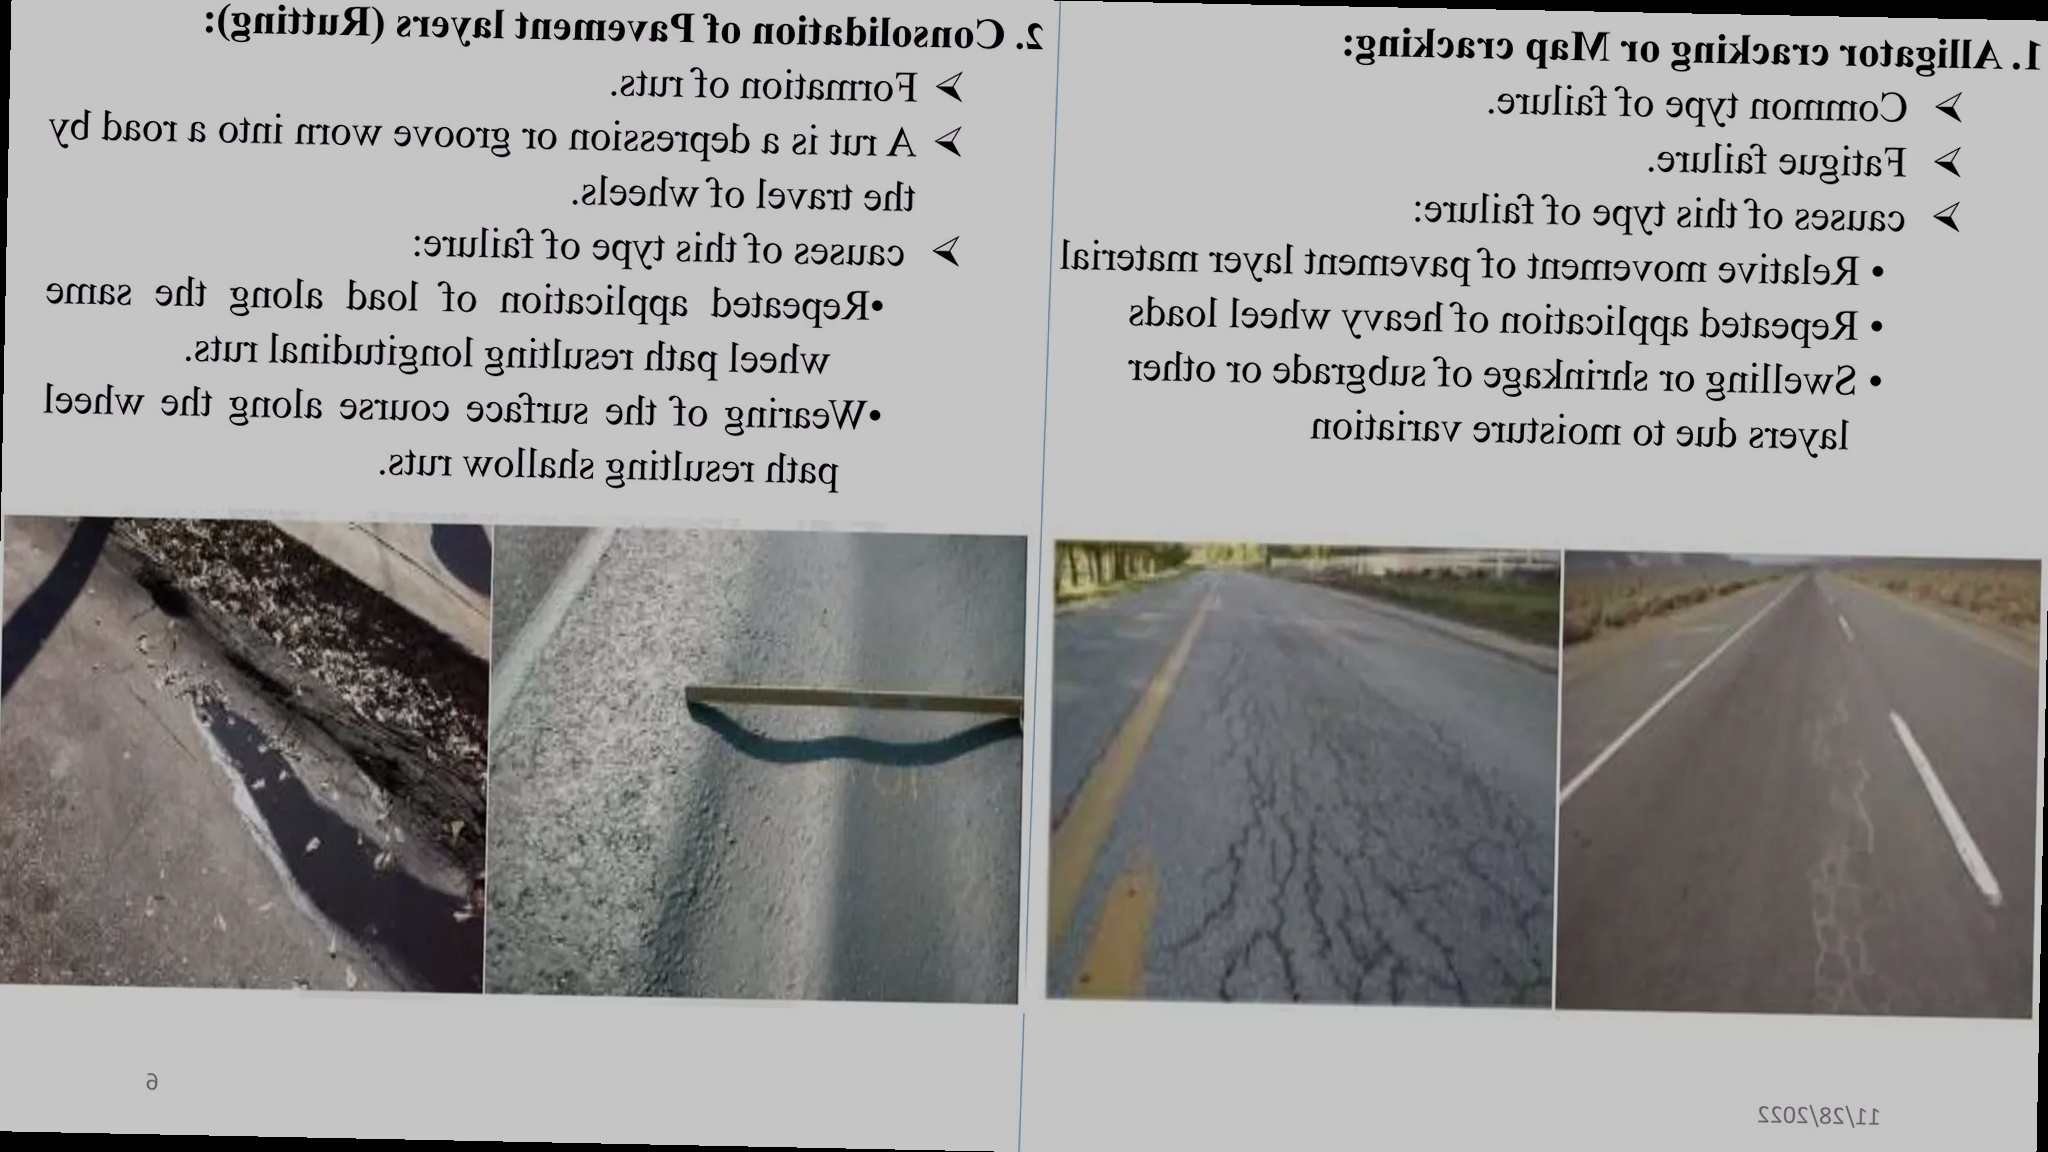 1. Alligator cracking or Map cracking:
➢ Common type of failure.
➢ Fatigue failure.
➢ causes of this type of failure:
• Relative movement of pavement layer material
• Repeated application of heavy wheel loads
• Swelling or shrinkage of subgrade or other
layers due to moisture variation
11/28/2022
2. Consolidation of Pavement layers (Rutting):
➢ Formation of ruts.
➢ A rut is a depression or groove worn into a road by
the travel of wheels.
➢ causes of this type of failure:
•Repeated application of load along the same
wheel path resulting longitudinal ruts.
•Wearing of the surface course along the wheel
path resulting shallow ruts.
6